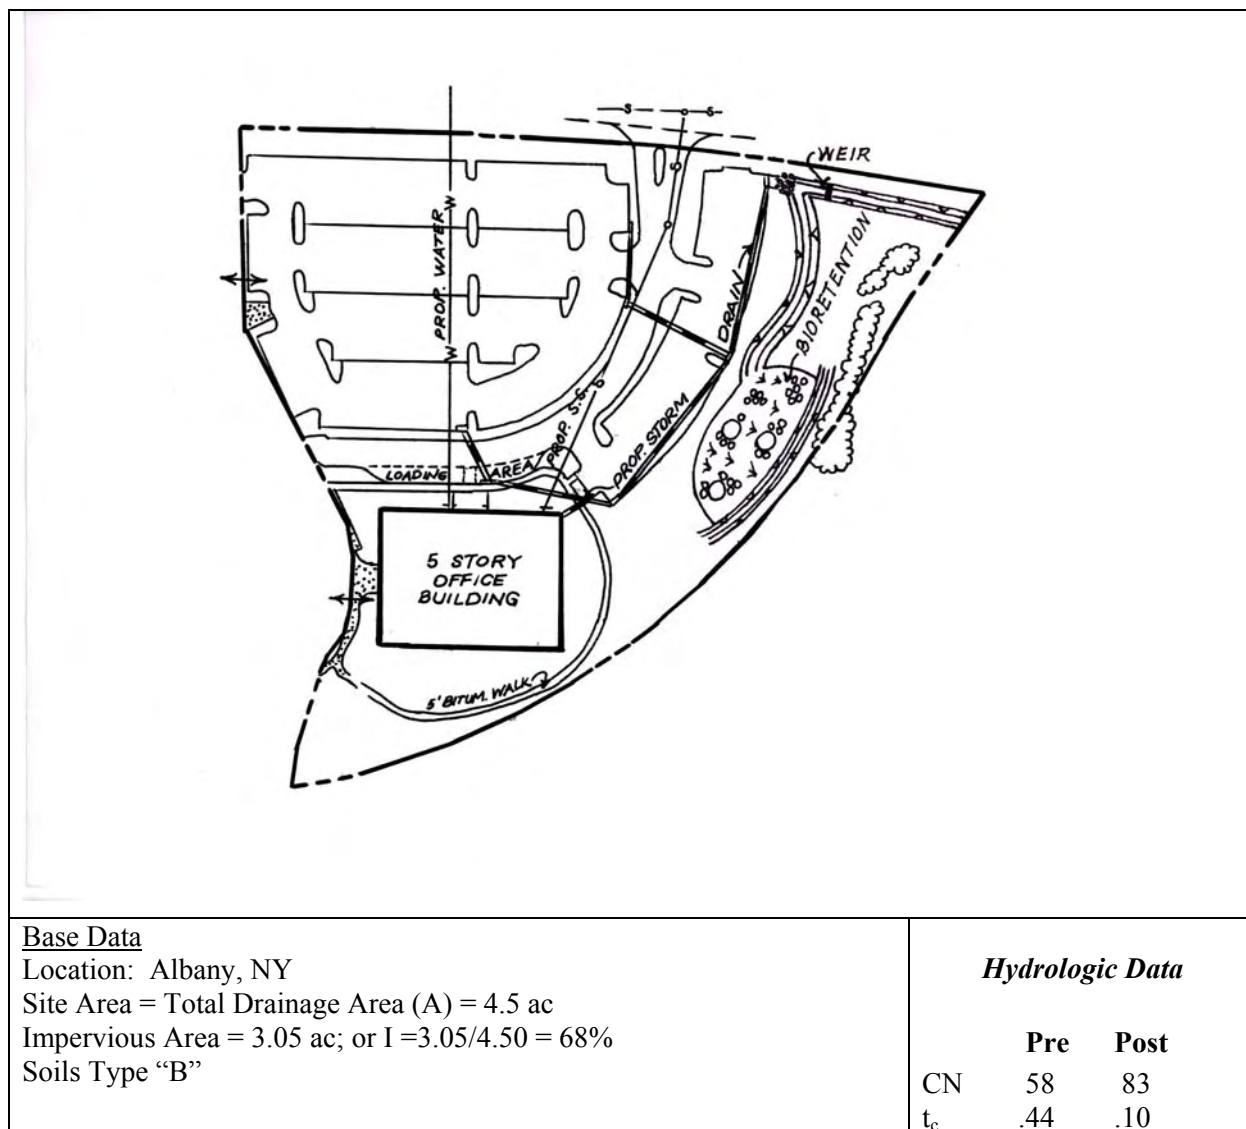 S S
WEIR
S
PROP. WATER
W
W
DRAIN
BIORETENTION
PROP. S.S.
PROP. STORM
LOADING AREA
5 STORY
OFFICE
BUILDING
5' BITUM. WALK
Base Data
Location: Albany, NY
Site Area = Total Drainage Area (A) = 4.5 ac
Impervious Area = 3.05 ac; or I =3.05/4.50 = 68%
Soils Type “B”
Hydrologic Data
Pre Post
CN 58 83
tc .44 .10